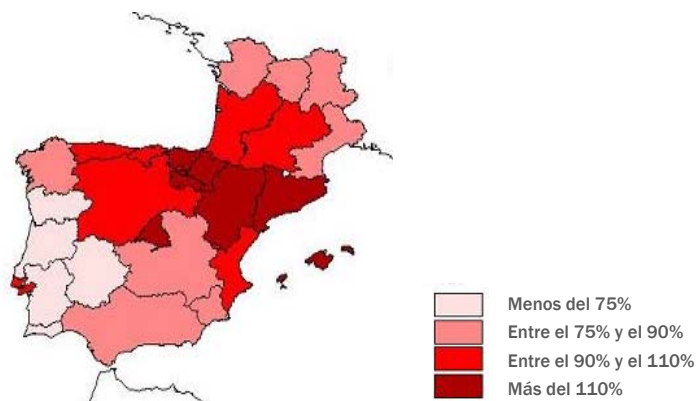 Menos del 75%
Entre el 75% y el 90%
Entre el 90% y el 110%
Más del 110%